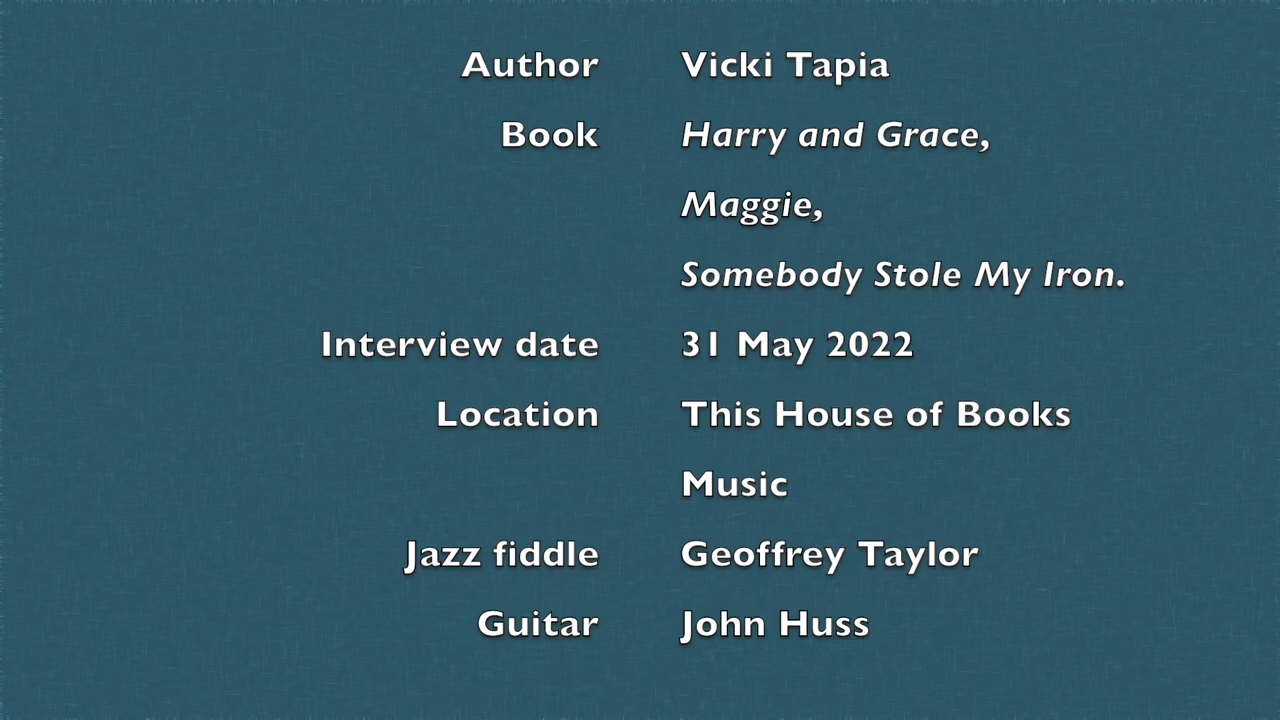 Author Vicki Tapia
Book Harry and Grace,
Maggie,
Somebody Stole My Iron.
Interview date 31 May 2022
Location This House of Books
Music
Jazz fiddle Geoffrey Taylor
Guitar John Huss